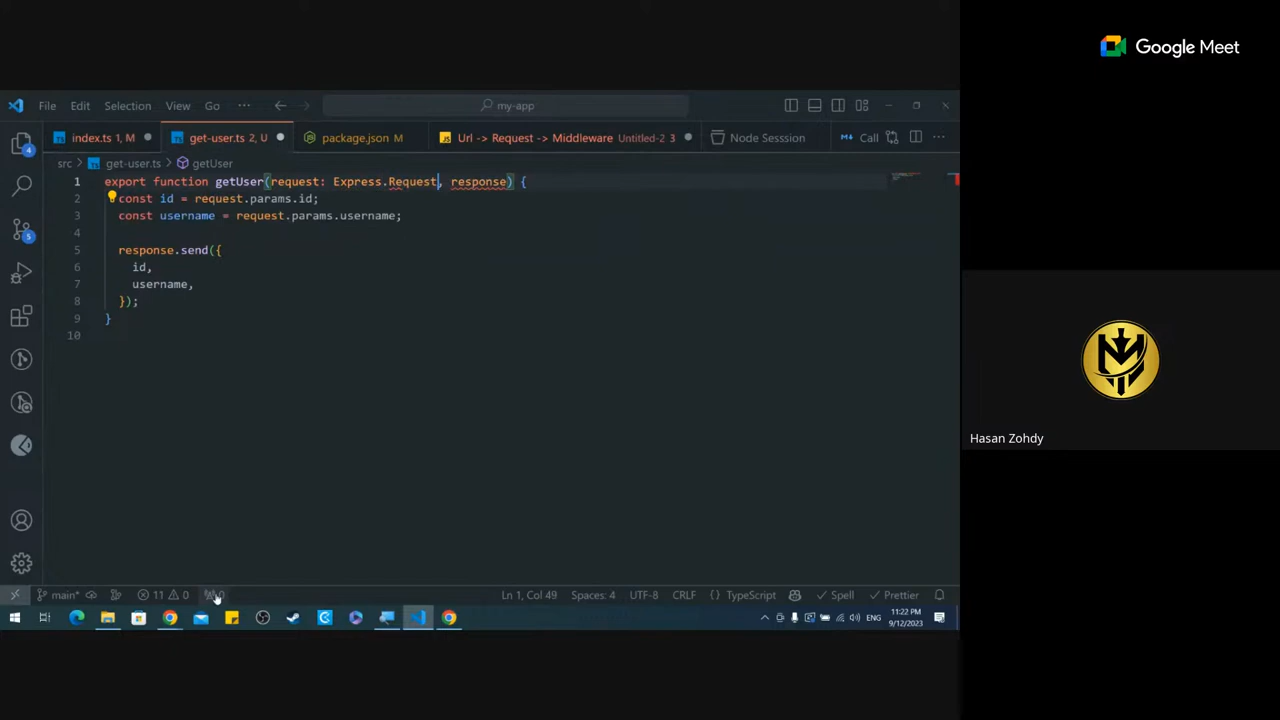 Google Meet
File Edit Selection View Go ··· my-app
index.ts 1, M get-user.ts 2, U package.json M Url -> Request -> Middleware Untitled-2 3 Node Sesssion Call
src > get-user.ts > getUser
1 export function getUser(request: Express.Request, response) {
2 const id = request.params.id;
3 const username = request.params.username;
4
5 response.send({
6 id,
7 username,
8 });
9 }
10
4
5
Hasan Zohdy
main* 11 0 0 Ln 1, Col 49 Spaces: 4 UTF-8 CRLF {} TypeScript Spell Prettier
ENG 11:22 PM
9/12/2023